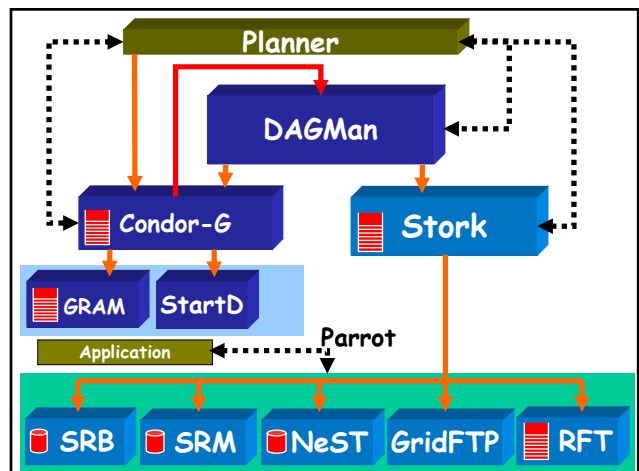 Planner
DAGMan
Condor-G
Stork
GRAM
StartD
Parrot
Application
SRB
SRM
NeST
GridFTP
RFT